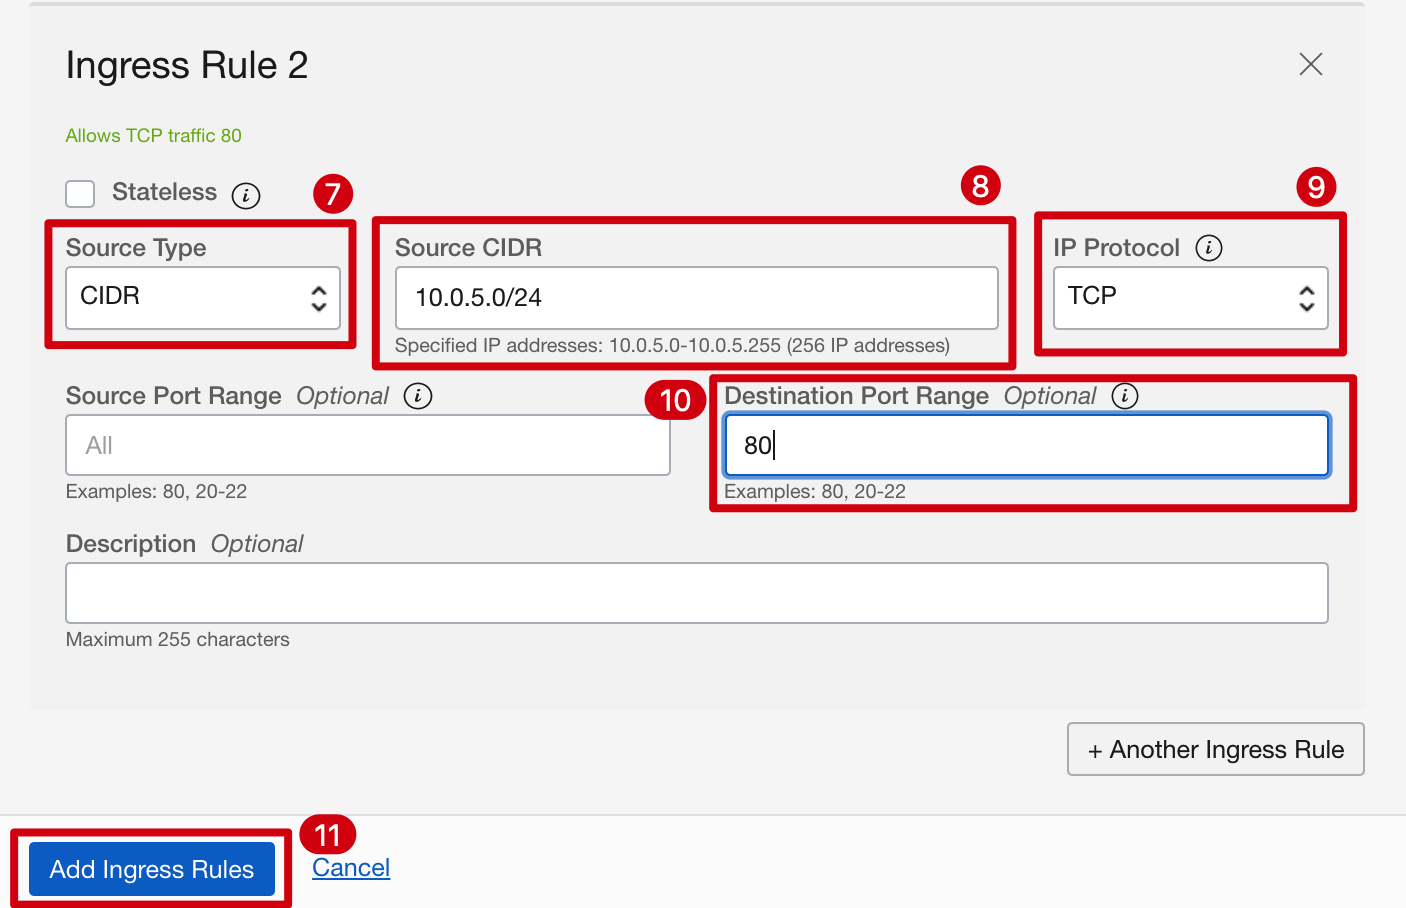 Ingress Rule 2
Allows TCP traffic 80
Stateless i 7 8 9
Source Type Source CIDR IP Protocol i
CIDR 10.0.5.0/24 TCP
Specified IP addresses: 10.0.5.0-10.0.5.255 (256 IP addresses)
Source Port Range Optional i 10 Destination Port Range Optional i
All 80
Examples: 80, 20-22 Examples: 80, 20-22
Description Optional
Maximum 255 characters
+ Another Ingress Rule
11
Add Ingress Rules Cancel